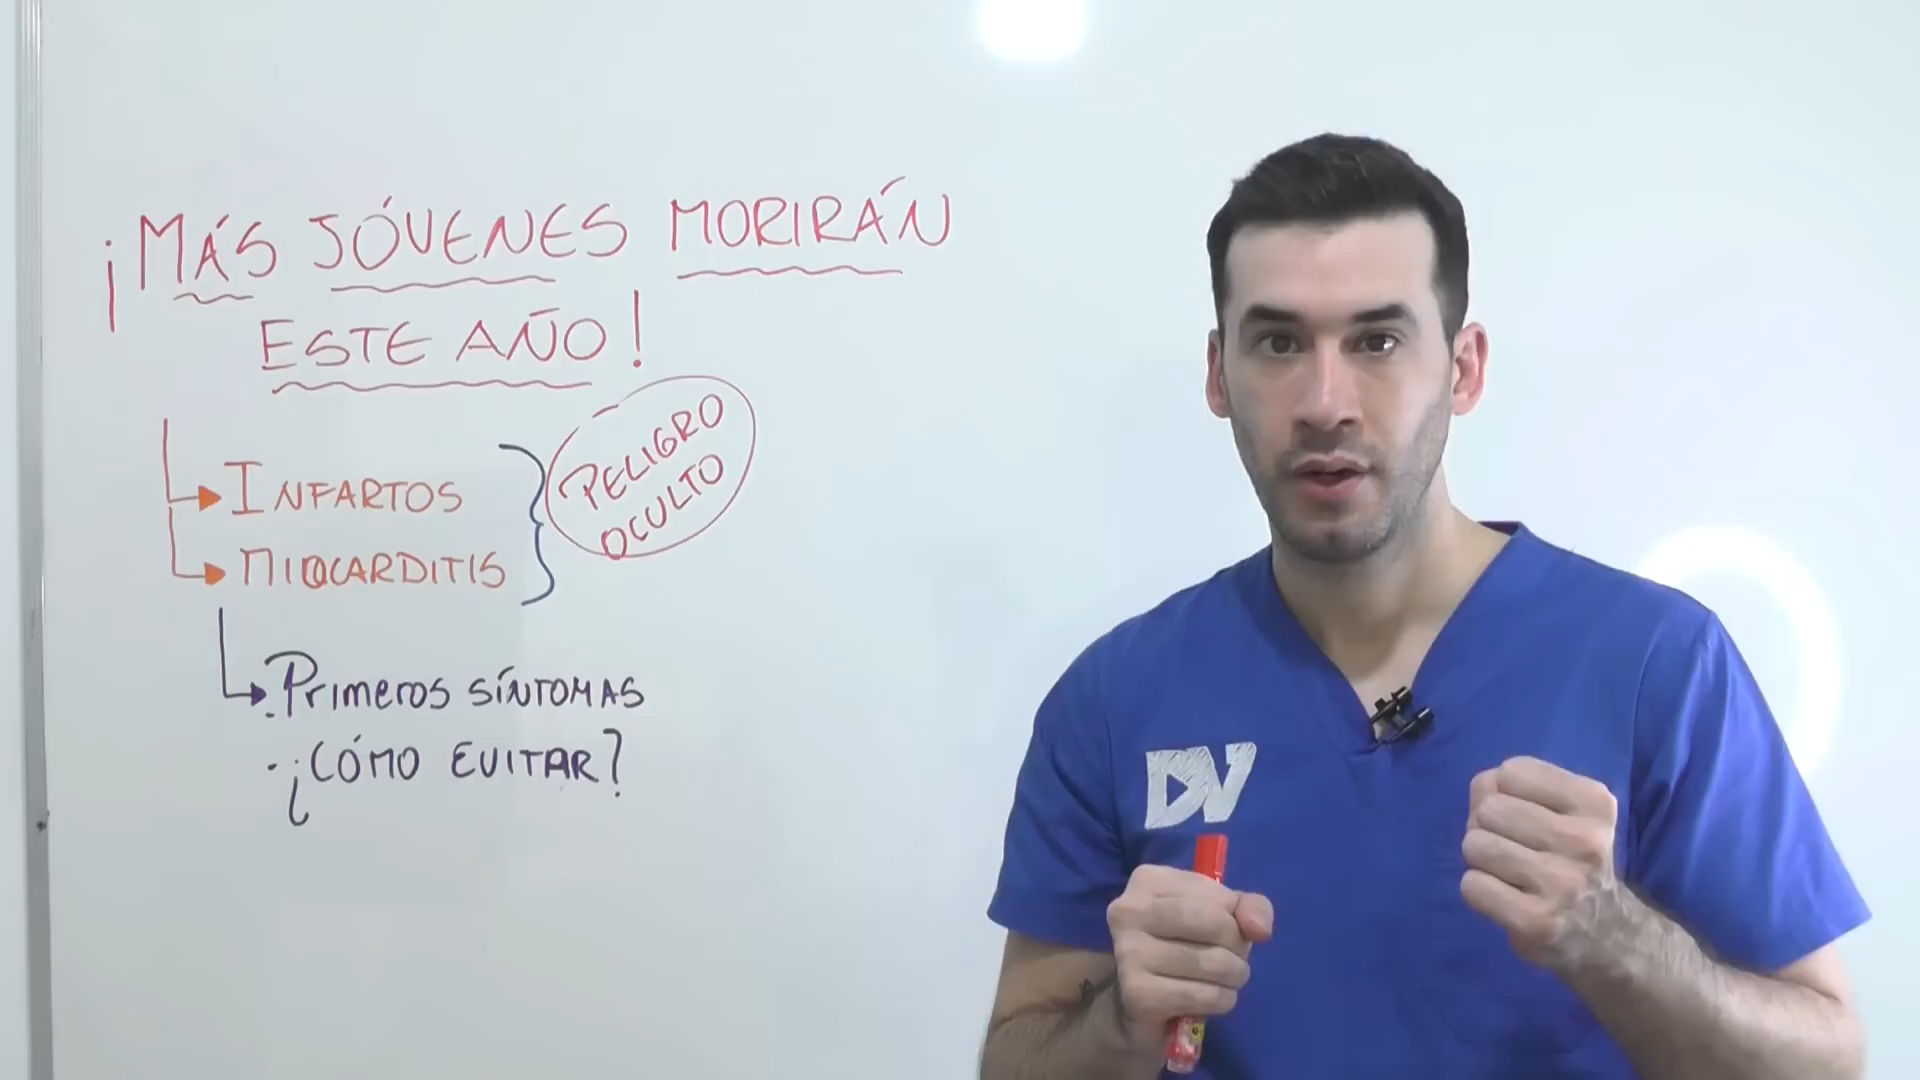 ¡MÁS JÓVENES MORIRÁN
ESTE AÑO!
INFARTOS
MIOCARDITIS
PELIGRO
OCULTO
Primeros síntomas
· ¿CÓMO EVITAR?
DV